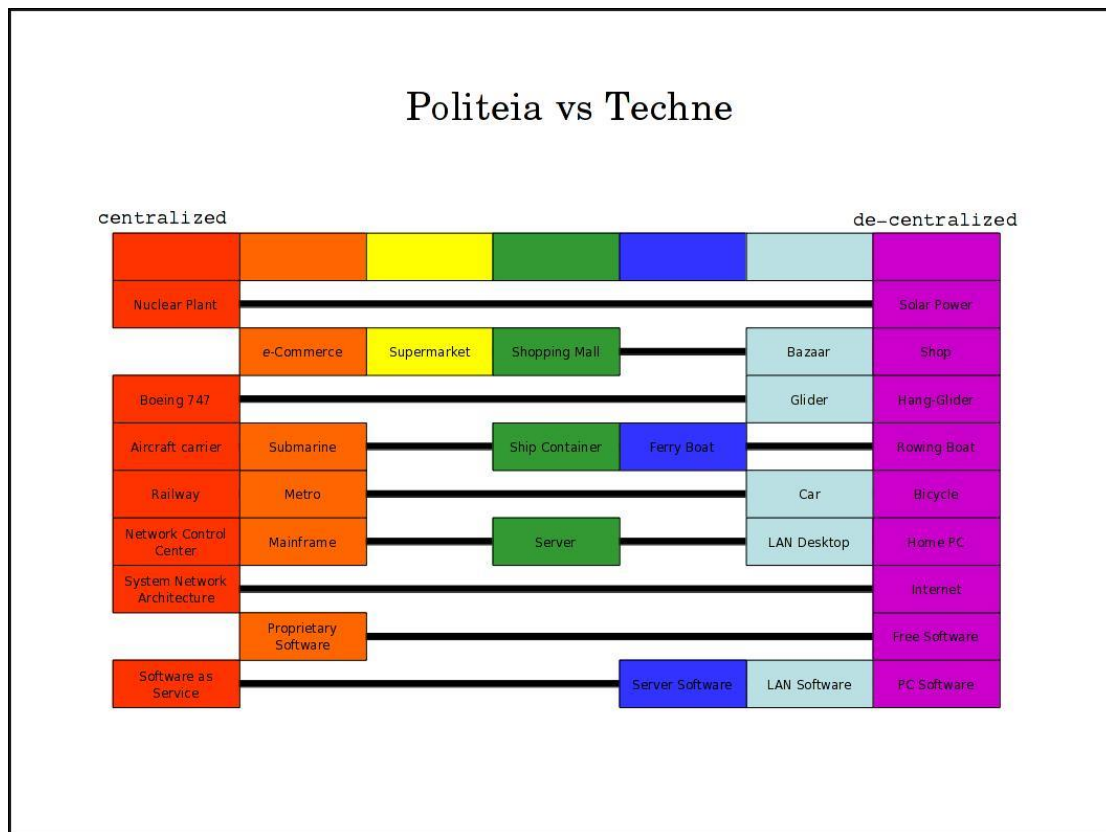 Politeia vs Techne
centralized
de-centralized
Nuclear Plant
Solar Power
e-Commerce
Supermarket
Shopping Mall
Bazaar
Shop
Boeing 747
Glider
Hang-Glider
Aircraft carrier
Submarine
Ship Container
Ferry Boat
Rowing Boat
Railway
Metro
Car
Bicycle
Network Control
Center
Mainframe
Server
LAN Desktop
Home PC
System Network
Architecture
Internet
Proprietary
Software
Free Software
Software as
Service
Server Software
LAN Software
PC Software